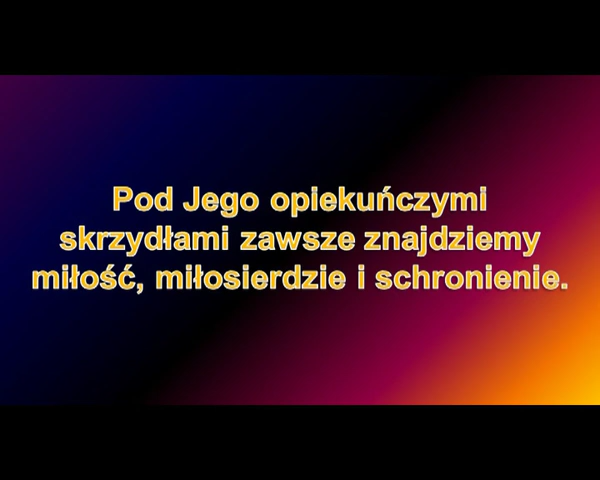 Pod Jego opiekuńczymi
skrzydłami zawsze znajdziemy
miłość, miłosierdzie i schronienie.